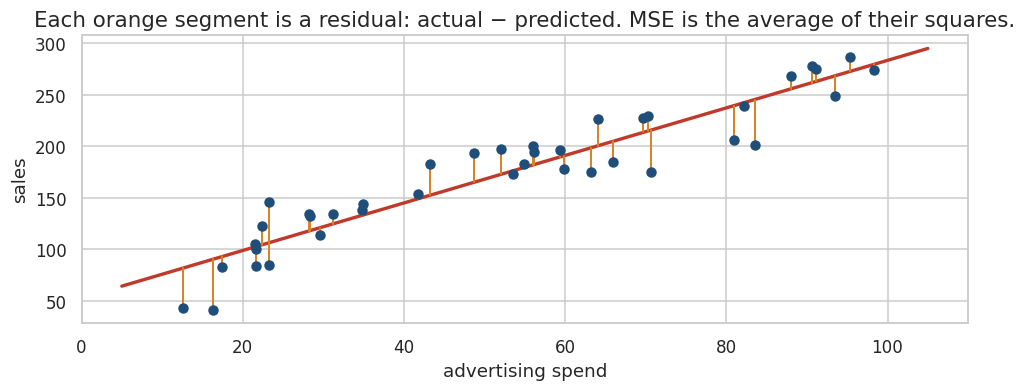 Each orange segment is a residual: actual − predicted. MSE is the average of their squares.
300
250
200
150
100
50
sales
0 20 40 60 80 100
advertising spend